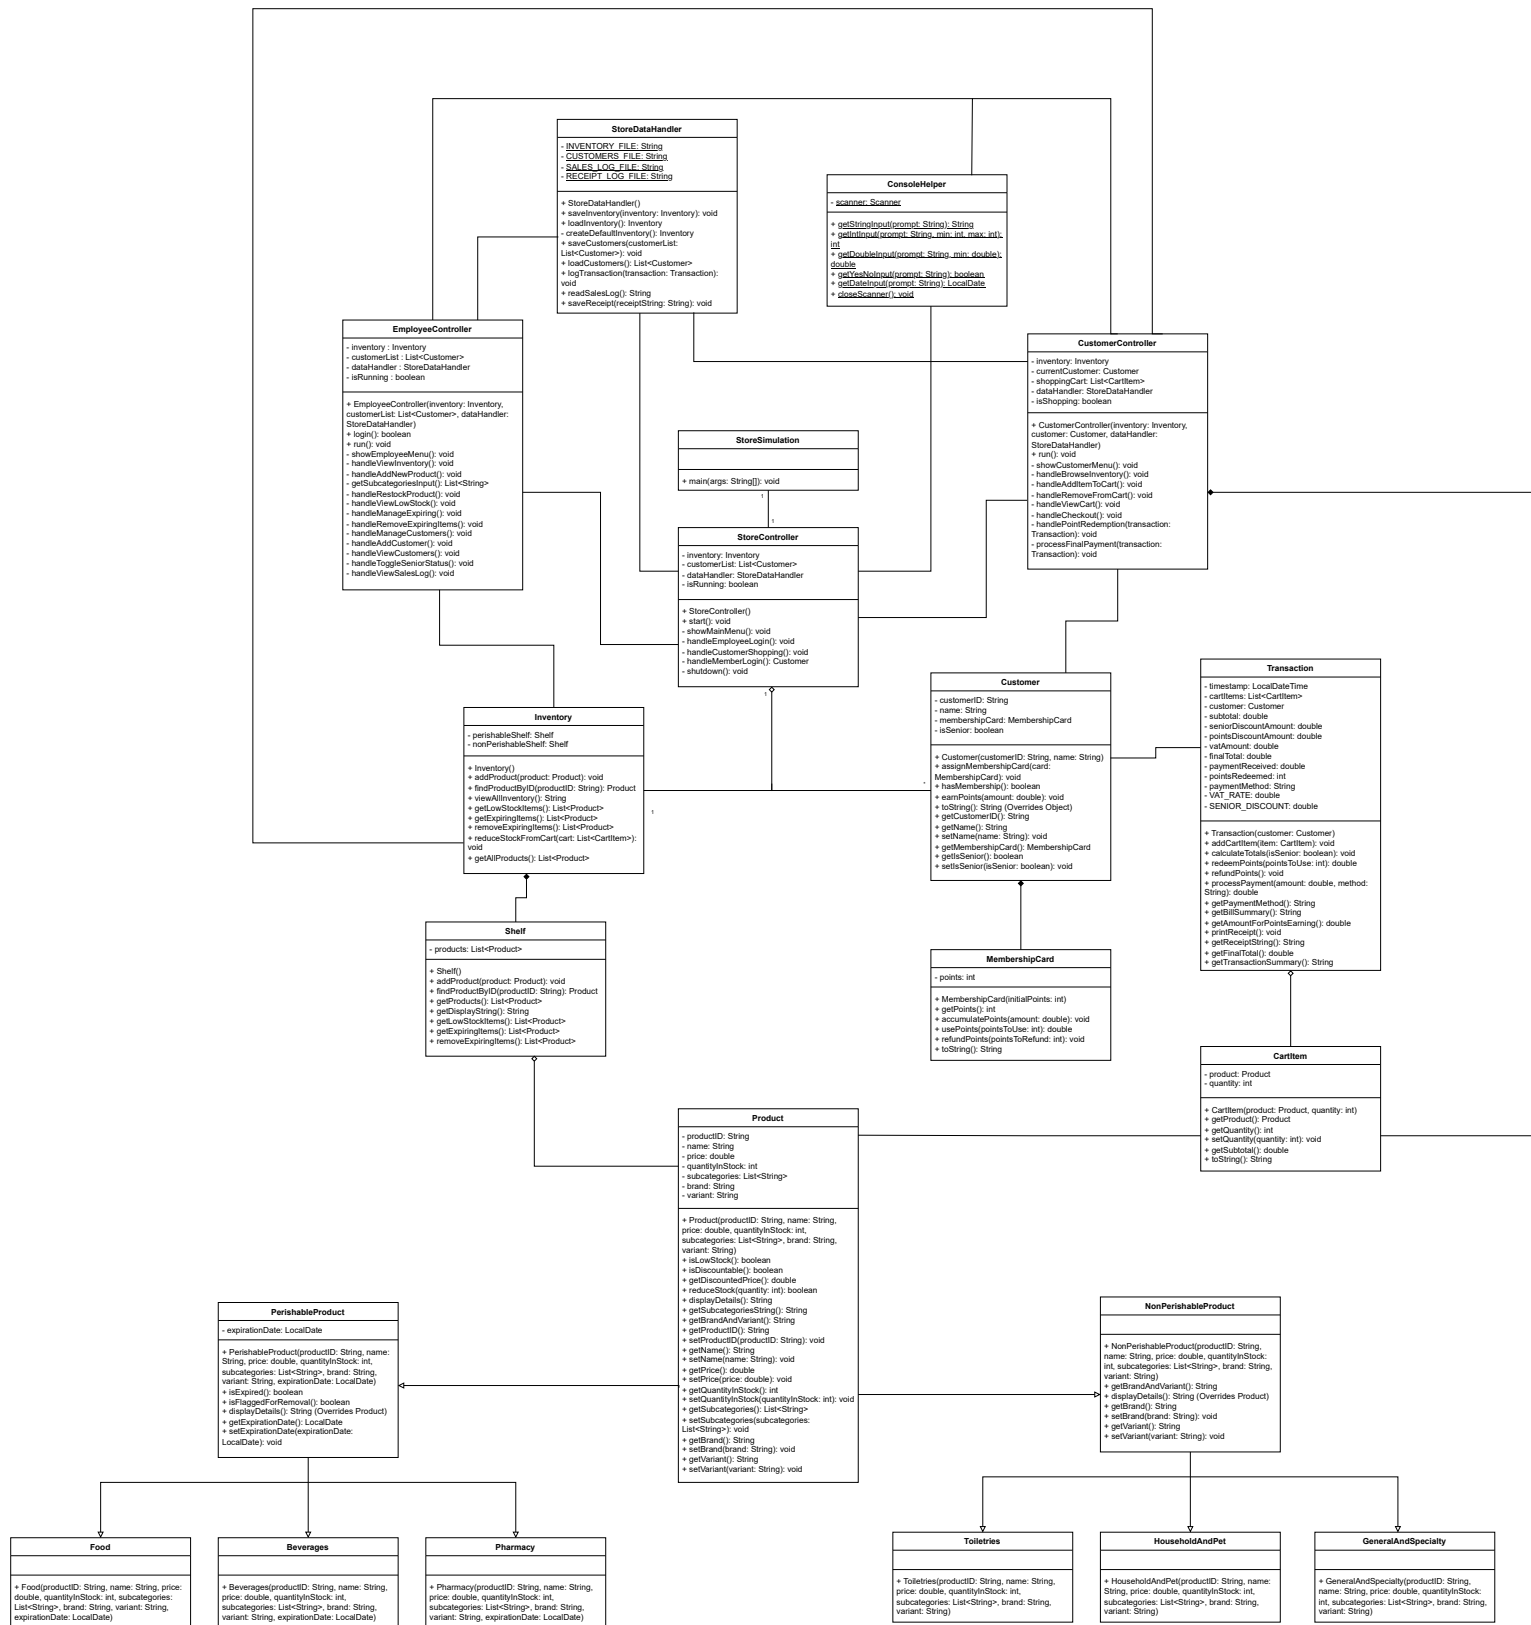 StoreDataHandler
- INVENTORY_FILE: String
- CUSTOMERS_FILE: String
- SALES_LOG_FILE: String
- RECEIPT_LOG_FILE: String
+ StoreDataHandler()
+ saveInventory(inventory: Inventory): void
+ loadInventory(): Inventory
- createDefaultInventory(): Inventory
+ saveCustomers(customerList:
List<Customer>): void
+ loadCustomers(): List<Customer>
+ logTransaction(transaction: Transaction):
void
+ readSalesLog(): String
+ saveReceipt(receiptString: String): void
ConsoleHelper
- scanner: Scanner
+ getStringInput(prompt: String): String
+ getIntInput(prompt: String, min: int, max: int):
int
+ getDoubleInput(prompt: String, min: double):
double
+ getYesNoInput(prompt: String): boolean
+ getDateInput(prompt: String): LocalDate
+ closeScanner(): void
EmployeeController
- inventory : Inventory
- customerList : List<Customer>
- dataHandler : StoreDataHandler
- isRunning : boolean
+ EmployeeController(inventory: Inventory,
customerList: List<Customer>, dataHandler:
StoreDataHandler)
+ login(): boolean
+ run(): void
- showEmployeeMenu(): void
- handleViewInventory(): void
- handleAddNewProduct(): void
- getSubcategoriesInput(): List<String>
- handleRestockProduct(): void
- handleViewLowStock(): void
- handleManageExpiring(): void
- handleRemoveExpiringItems(): void
- handleManageCustomers(): void
- handleAddCustomer(): void
- handleViewCustomers(): void
- handleToggleSeniorStatus(): void
- handleViewSalesLog(): void
CustomerController
- inventory: Inventory
- currentCustomer: Customer
- shoppingCart: List<CartItem>
- dataHandler: StoreDataHandler
- isShopping: boolean
+ CustomerController(inventory: Inventory,
customer: Customer, dataHandler:
StoreDataHandler)
+ run(): void
- showCustomerMenu(): void
- handleBrowseInventory(): void
- handleAddItemToCart(): void
- handleRemoveFromCart(): void
- handleViewCart(): void
- handleCheckout(): void
- handlePointRedemption(transaction:
Transaction): void
- processFinalPayment(transaction:
Transaction): void
StoreSimulation
+ main(args: String[]): void
1
1
StoreController
- inventory: Inventory
- customerList: List<Customer>
- dataHandler: StoreDataHandler
- isRunning: boolean
+ StoreController()
+ start(): void
- showMainMenu(): void
- handleEmployeeLogin(): void
- handleCustomerShopping(): void
- handleMemberLogin(): Customer
- shutdown(): void
1
Customer
- customerID: String
- name: String
- membershipCard: MembershipCard
- isSenior: boolean
+ Customer(customerID: String, name: String)
+ assignMembershipCard(card:
MembershipCard): void
+ hasMembership(): boolean
+ earnPoints(amount: double): void
+ toString(): String (Overrides Object)
+ getCustomerID(): String
+ getName(): String
+ setName(name: String): void
+ getMembershipCard(): MembershipCard
+ getIsSenior(): boolean
+ setIsSenior(isSenior: boolean): void
*
1
Transaction
- timestamp: LocalDateTime
- cartItems: List<CartItem>
- customer: Customer
- subtotal: double
- seniorDiscountAmount: double
- pointsDiscountAmount: double
- vatAmount: double
- finalTotal: double
- paymentReceived: double
- pointsRedeemed: int
- paymentMethod: String
- VAT_RATE: double
- SENIOR_DISCOUNT: double
+ Transaction(customer: Customer)
+ addCartItem(item: CartItem): void
+ calculateTotals(isSenior: boolean): void
+ redeemPoints(pointsToUse: int): double
+ refundPoints(): void
+ processPayment(amount: double, method:
String): double
+ getPaymentMethod(): String
+ getBillSummary(): String
+ getAmountForPointsEarning(): double
+ printReceipt(): void
+ getReceiptString(): String
+ getFinalTotal(): double
+ getTransactionSummary(): String
Inventory
- perishableShelf: Shelf
- nonPerishableShelf: Shelf
+ Inventory()
+ addProduct(product: Product): void
+ findProductByID(productID: String): Product
+ viewAllInventory(): String
+ getLowStockItems(): List<Product>
+ getExpiringItems(): List<Product>
+ removeExpiringItems(): List<Product>
+ reduceStockFromCart(cart: List<CartItem>):
void
+ getAllProducts(): List<Product>
Shelf
- products: List<Product>
+ Shelf()
+ addProduct(product: Product): void
+ findProductByID(productID: String): Product
+ getProducts(): List<Product>
+ getDisplayString(): String
+ getLowStockItems(): List<Product>
+ getExpiringItems(): List<Product>
+ removeExpiringItems(): List<Product>
MembershipCard
- points: int
+ MembershipCard(initialPoints: int)
+ getPoints(): int
+ accumulatePoints(amount: double): void
+ usePoints(pointsToUse: int): double
+ refundPoints(pointsToRefund: int): void
+ toString(): String
CartItem
- product: Product
- quantity: int
+ CartItem(product: Product, quantity: int)
+ getProduct(): Product
+ getQuantity(): int
+ setQuantity(quantity: int): void
+ getSubtotal(): double
+ toString(): String
Product
- productID: String
- name: String
- price: double
- quantityInStock: int
- subcategories: List<String>
- brand: String
- variant: String
+ Product(productID: String, name: String,
price: double, quantityInStock: int,
subcategories: List<String>, brand: String,
variant: String)
+ isLowStock(): boolean
+ isDiscountable(): boolean
+ getDiscountedPrice(): double
+ reduceStock(quantity: int): boolean
+ displayDetails(): String
+ getSubcategoriesString(): String
+ getBrandAndVariant(): String
+ getProductID(): String
+ setProductID(productID: String): void
+ getName(): String
+ setName(name: String): void
+ getPrice(): double
+ setPrice(price: double): void
+ getQuantityInStock(): int
+ setQuantityInStock(quantityInStock: int): void
+ getSubcategories(): List<String>
+ setSubcategories(subcategories:
List<String>): void
+ getBrand(): String
+ setBrand(brand: String): void
+ getVariant(): String
+ setVariant(variant: String): void
PerishableProduct
- expirationDate: LocalDate
+ PerishableProduct(productID: String, name:
String, price: double, quantityInStock: int,
subcategories: List<String>, brand: String,
variant: String, expirationDate: LocalDate)
+ isExpired(): boolean
+ isFlaggedForRemoval(): boolean
+ displayDetails(): String (Overrides Product)
+ getExpirationDate(): LocalDate
+ setExpirationDate(expirationDate:
LocalDate): void
NonPerishableProduct
+ NonPerishableProduct(productID: String,
name: String, price: double, quantityInStock:
int, subcategories: List<String>, brand: String,
variant: String)
+ getBrandAndVariant(): String
+ displayDetails(): String (Overrides Product)
+ getBrand(): String
+ setBrand(brand: String): void
+ getVariant(): String
+ setVariant(variant: String): void
Food
+ Food(productID: String, name: String, price:
double, quantityInStock: int, subcategories:
List<String>, brand: String, variant: String,
expirationDate: LocalDate)
Beverages
+ Beverages(productID: String, name: String,
price: double, quantityInStock: int,
subcategories: List<String>, brand: String,
variant: String, expirationDate: LocalDate)
Pharmacy
+ Pharmacy(productID: String, name: String,
price: double, quantityInStock: int,
subcategories: List<String>, brand: String,
variant: String, expirationDate: LocalDate)
Toiletries
+ Toiletries(productID: String, name: String,
price: double, quantityInStock: int,
subcategories: List<String>, brand: String,
variant: String)
HouseholdAndPet
+ HouseholdAndPet(productID: String, name:
String, price: double, quantityInStock: int,
subcategories: List<String>, brand: String,
variant: String)
GeneralAndSpecialty
+ GeneralAndSpecialty(productID: String,
name: String, price: double, quantityInStock:
int, subcategories: List<String>, brand: String,
variant: String)